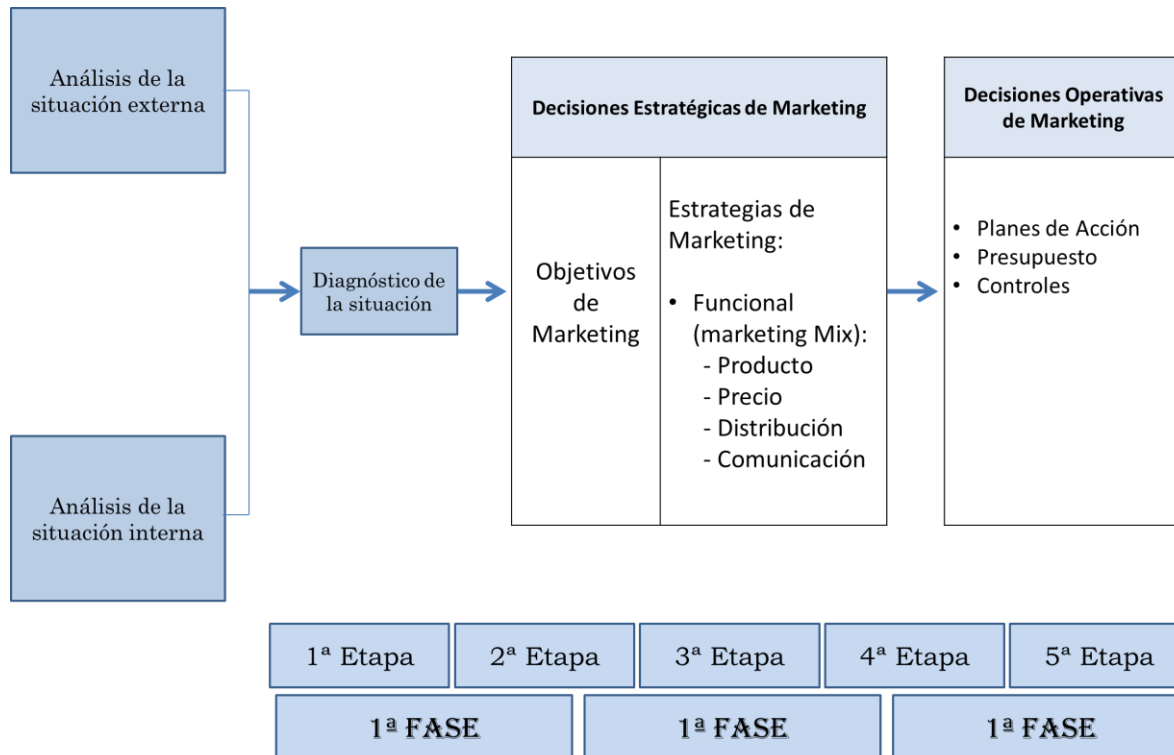 Análisis de la
situación externa
Análisis de la
situación interna
Diagnóstico de
la situación
Decisiones Estratégicas de Marketing
Objetivos
de
Marketing
Estrategias de
Marketing:
• Funcional
(marketing Mix):
- Producto
- Precio
- Distribución
- Comunicación
Decisiones Operativas
de Marketing
• Planes de Acción
• Presupuesto
• Controles
1ª Etapa
2ª Etapa
3ª Etapa
4ª Etapa
5ª Etapa
1ª FASE
1ª FASE
1ª FASE